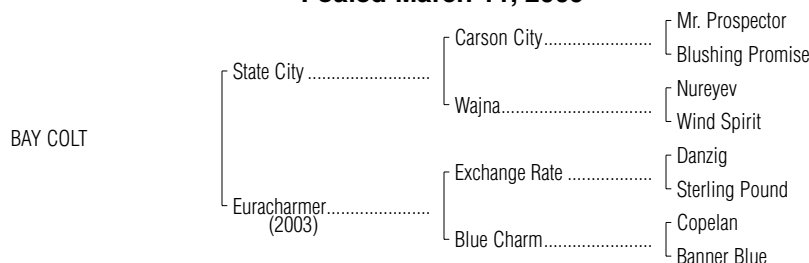 Foaled March 11, 2009
Mr. Prospector
Carson City
Blushing Promise
State City
Nureyev
Wajna
Wind Spirit
BAY COLT
Danzig
Exchange Rate
Sterling Pound
Euracharmer
(2003)
Copelan
Blue Charm
Banner Blue